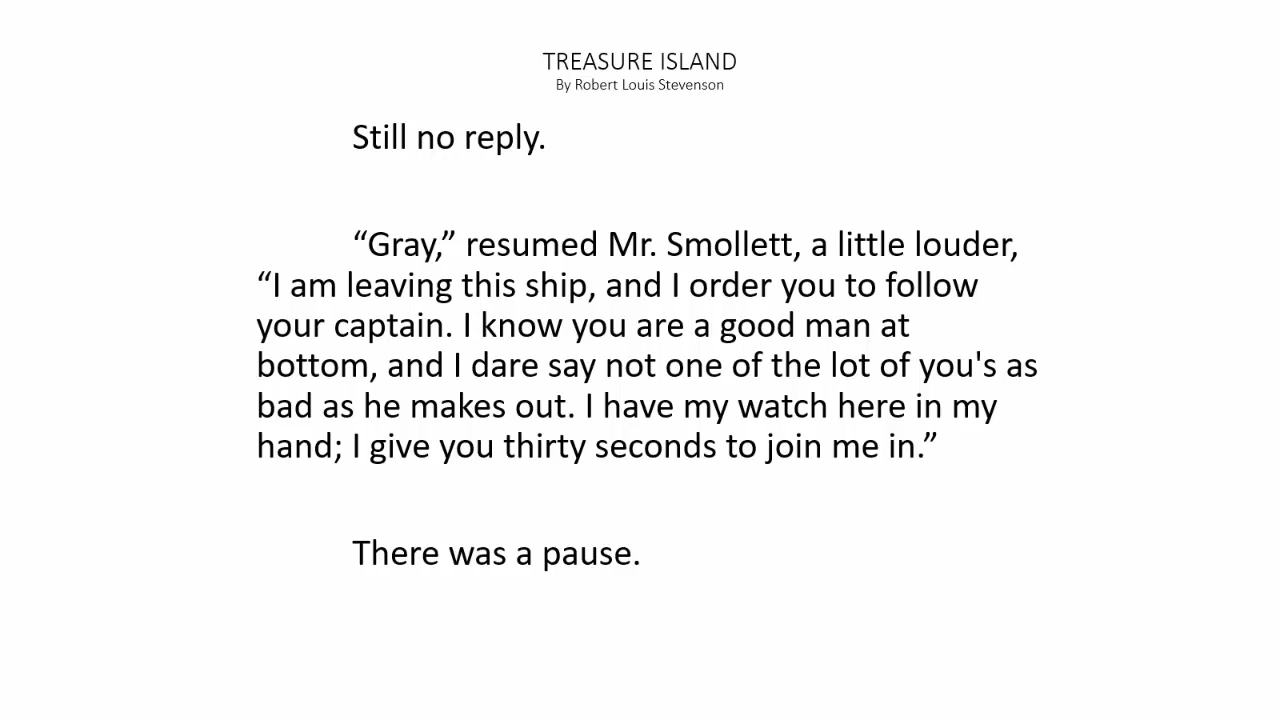 TREASURE ISLAND
By Robert Louis Stevenson
Still no reply.
“Gray,” resumed Mr. Smollett, a little louder,
“I am leaving this ship, and I order you to follow
your captain. I know you are a good man at
bottom, and I dare say not one of the lot of you's as
bad as he makes out. I have my watch here in my
hand; I give you thirty seconds to join me in.”
There was a pause.